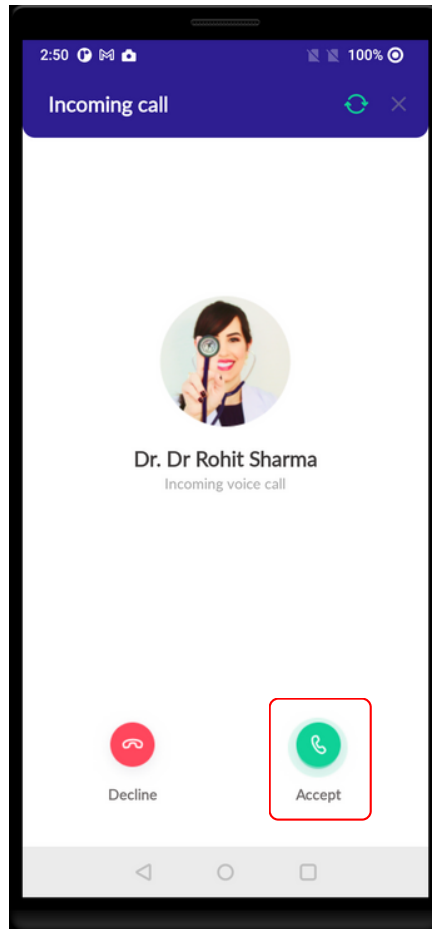 2:50 100%
Incoming call
Dr. Dr Rohit Sharma
Incoming voice call
Decline Accept